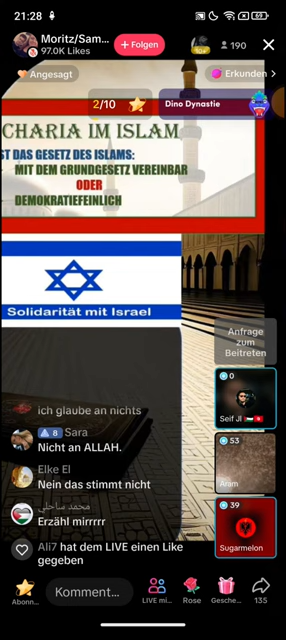 21:28
69
Moritz/Sam...
97.0K Likes
+ Folgen
190
Angesagt
Erkunden >
2/10
Dino Dynastie
CHARIA IM ISLAM
ST DAS GESETZ DES ISLAMS:
MIT DEM GRUNDGESETZ VEREINBAR
ODER
DEMOKRATIEFEINLICH
Solidarität mit Israel
Anfrage
zum
Beitreten
0
Seif Jl
ich glaube an nichts
8 Sara
Nicht an ALLAH.
53
Anim
Elke El
Nein das stimmt nicht
محمد ساحلي
Erzähl mirrrrr
39
Sugarmelon
Ali7 hat dem LIVE einen Like
gegeben
Abonn...
Komment...
LIVE mi...
Rose
Gesche...
135